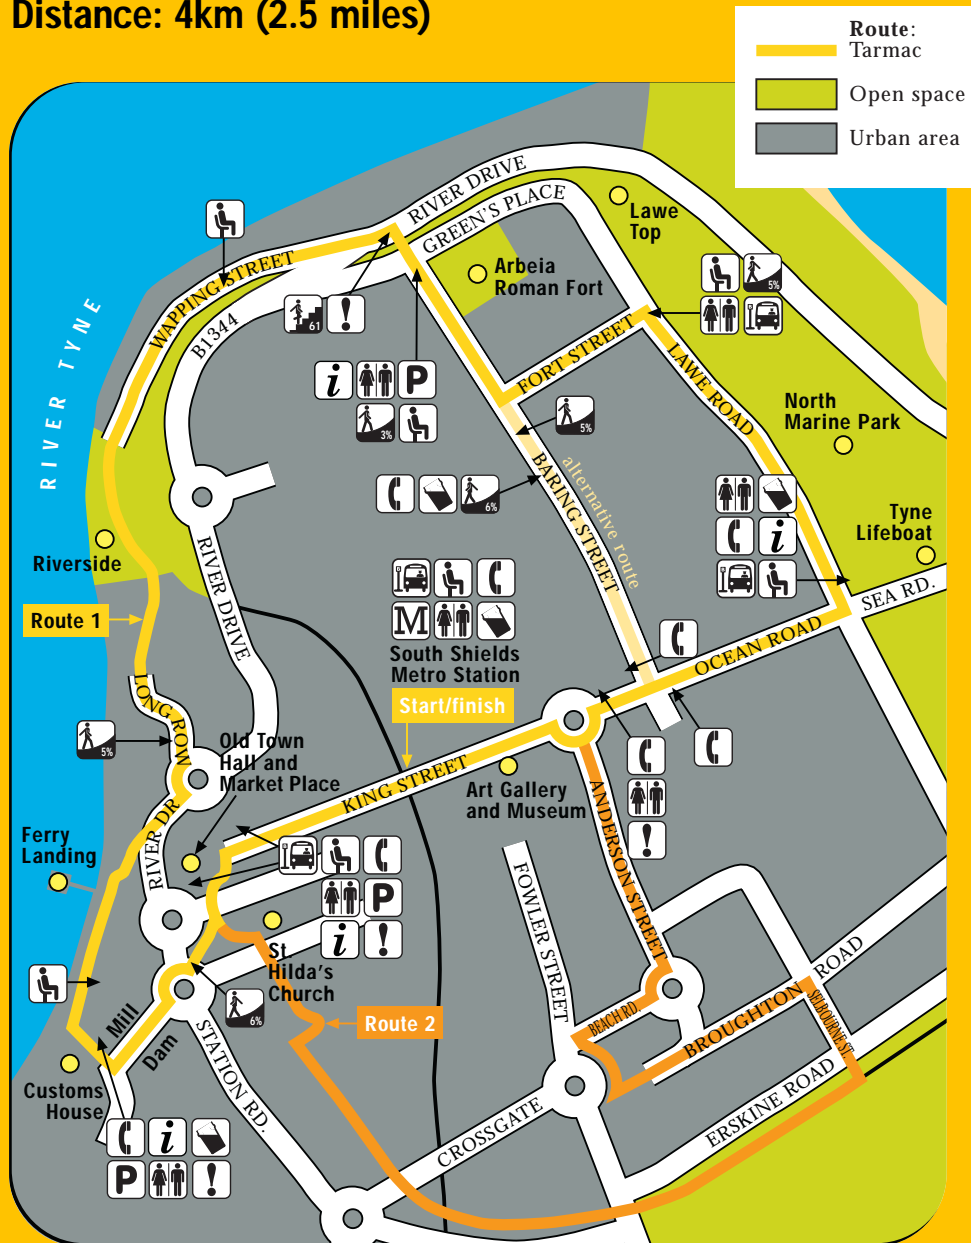 Distance: 4km (2.5 miles)
Route:
Tarmac
Open space
Urban area
RIVER DRIVE
GREEN'S PLACE
Lawe
Top
Arbeia
Roman Fort
WAPPING STREET
B1344
RIVER TYNE
61
!
5%
i
P
3%
FORT STREET
LAWE ROAD
5%
North
Marine Park
BARING STREET
alternative route
6%
i
Tyne
Lifeboat
SEA RD.
Riverside
RIVER DRIVE
Route 1
M
South Shields
Metro Station
Start/finish
OCEAN ROAD
LONG ROW
5%
Old Town
Hall and
Market Place
KING STREET
Art Gallery
and Museum
!
ANDERSON STREET
RIVER DR
Ferry
Landing
P
i
!
FOWLER STREET
St.
Hilda's
Church
6%
Route 2
BEACH RD.
BROUGHTON ROAD
SELBOURNE ST.
Mill
Dam
STATION RD.
Customs
House
CROSSGATE
ERSKINE ROAD
i
P
!